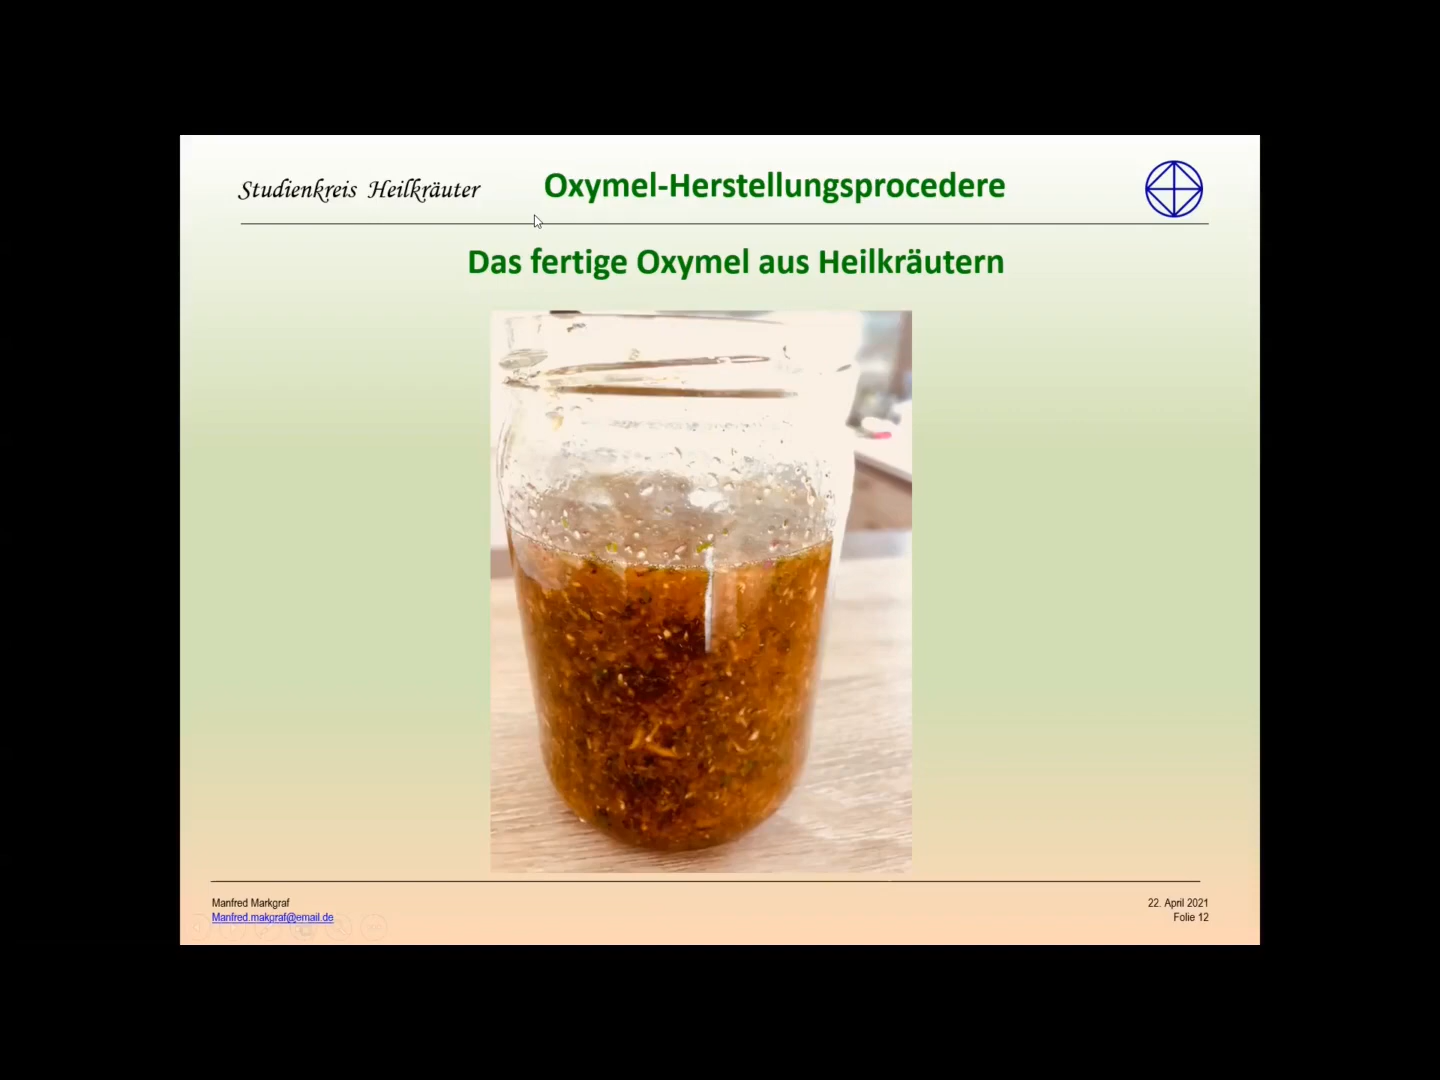 Studienkreis Heilkräuter
Oxymel-Herstellungsprocedere
Das fertige Oxymel aus Heilkräutern
Manfred Markgraf
Manfred.makgraf@email.de
22. April 2021
Folie 12